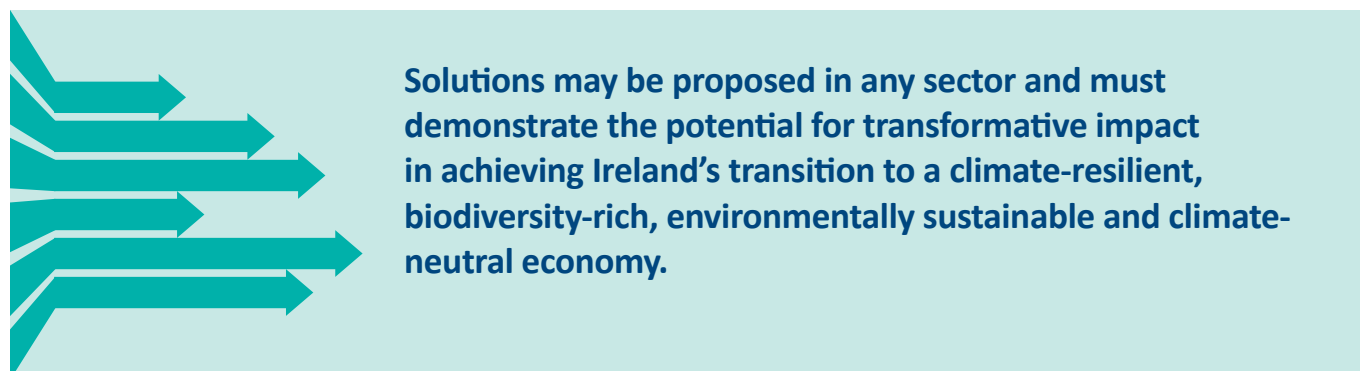 Solutions may be proposed in any sector and must
demonstrate the potential for transformative impact
in achieving Ireland’s transition to a climate-resilient,
biodiversity-rich, environmentally sustainable and climate-
neutral economy.